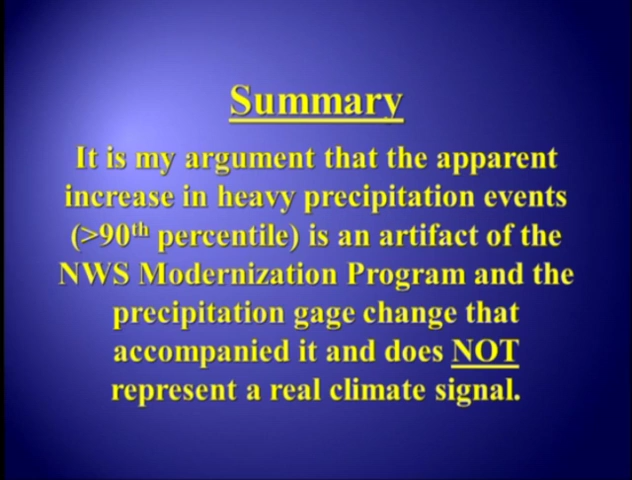 Summary
It is my argument that the apparent
increase in heavy precipitation events
(>90th percentile) is an artifact of the
NWS Modernization Program and the
precipitation gage change that
accompanied it and does NOT
represent a real climate signal.